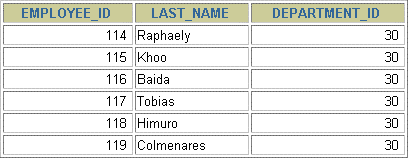 EMPLOYEE_ID LAST_NAME DEPARTMENT_ID
114 Raphaely 30
115 Khoo 30
116 Baida 30
117 Tobias 30
118 Himuro 30
119 Colmenares 30